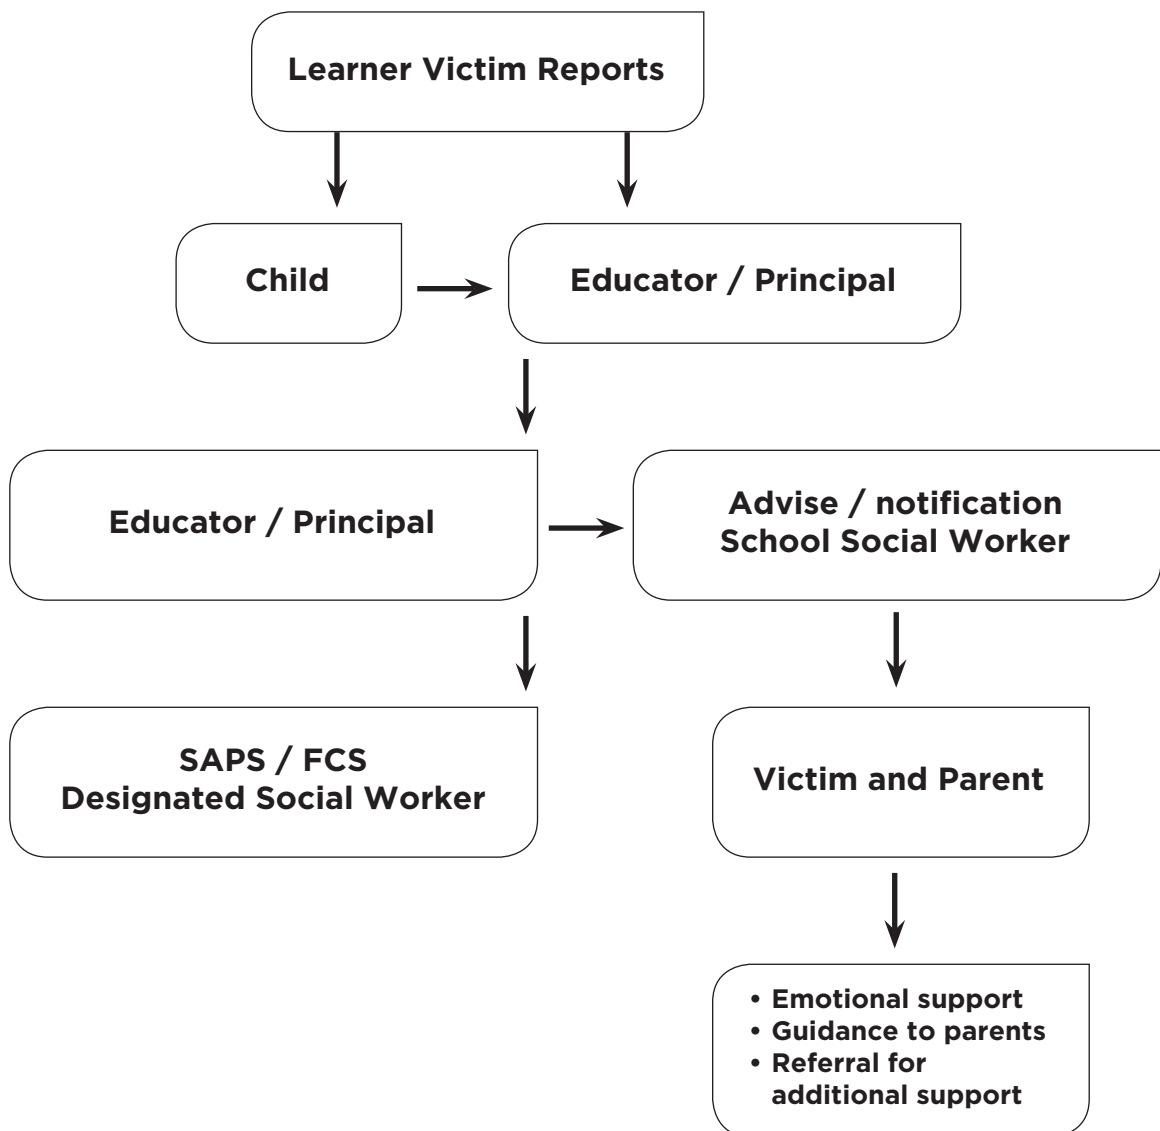 Learner Victim Reports
Child
Educator / Principal
Educator / Principal
Advise / notification
School Social Worker
SAPS / FCS
Designated Social Worker
Victim and Parent
• Emotional support
• Guidance to parents
• Referral for
additional support